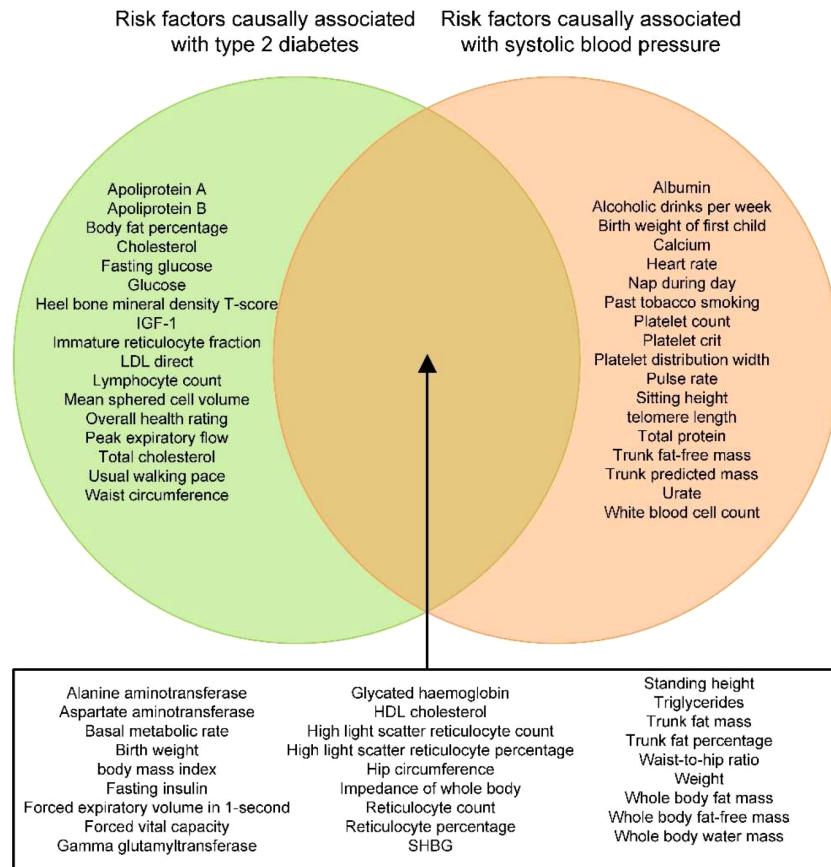 Risk factors causally associated
with type 2 diabetes
Risk factors causally associated
with systolic blood pressure
Apoliprotein A
Apoliprotein B
Body fat percentage
Cholesterol
Fasting glucose
Glucose
Heel bone mineral density T-score
IGF-1
Immature reticulocyte fraction
LDL direct
Lymphocyte count
Mean sphered cell volume
Overall health rating
Peak expiratory flow
Total cholesterol
Usual walking pace
Waist circumference
Albumin
Alcoholic drinks per week
Birth weight of first child
Calcium
Heart rate
Nap during day
Past tobacco smoking
Platelet count
Platelet crit
Platelet distribution width
Pulse rate
Sitting height
telomere length
Total protein
Trunk fat-free mass
Trunk predicted mass
Urate
White blood cell count
Alanine aminotransferase
Aspartate aminotransferase
Basal metabolic rate
Birth weight
body mass index
Fasting insulin
Forced expiratory volume in 1-second
Forced vital capacity
Gamma glutamyltransferase
Glycated haemoglobin
HDL cholesterol
High light scatter reticulocyte count
High light scatter reticulocyte percentage
Hip circumference
Impedance of whole body
Reticulocyte count
Reticulocyte percentage
SHBG
Standing height
Triglycerides
Trunk fat mass
Trunk fat percentage
Waist-to-hip ratio
Weight
Whole body fat mass
Whole body fat-free mass
Whole body water mass